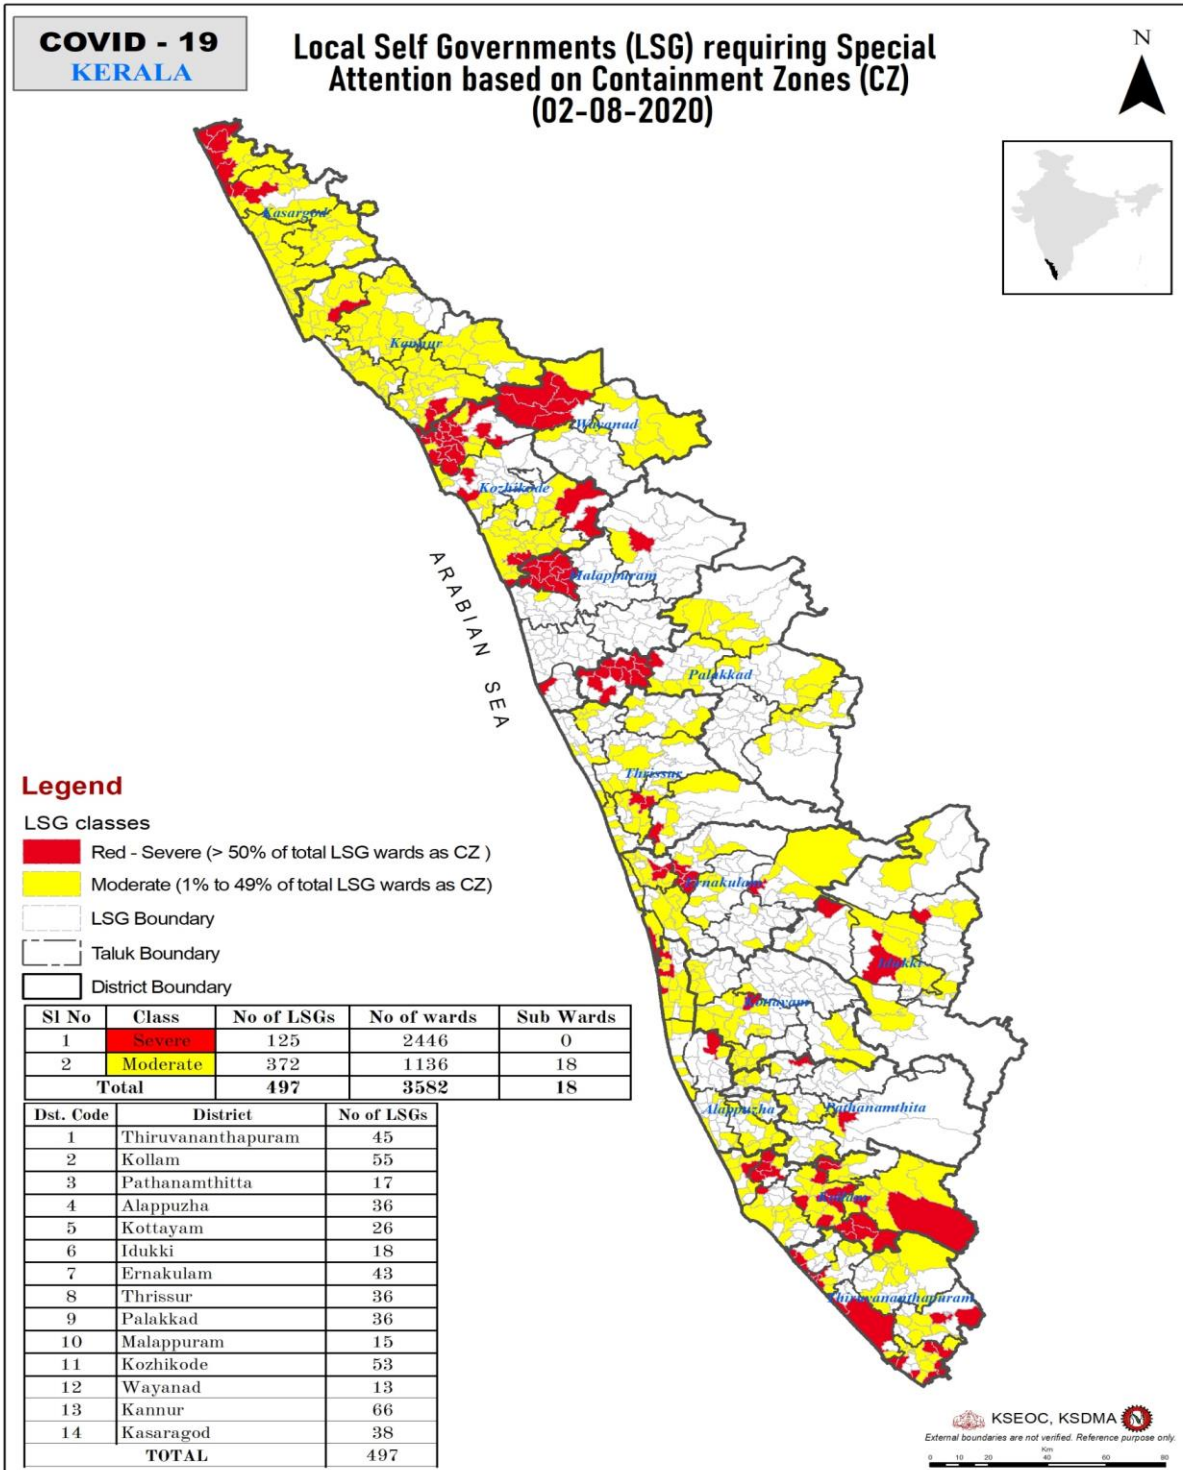 COVID - 19
KERALA
Local Self Governments (LSG) requiring Special
Attention based on Containment Zones (CZ)
(02-08-2020)
N
Kasargod
Kannur
Wayanad
Kozhikode
Malappuram
ARABIAN SEA
Palakkad
Thrissur
Ernakulam
Idukki
Kottayam
Alappuzha
Pathanamthita
Kollam
Thiruvananthapuram
Legend
LSG classes
Red - Severe (> 50% of total LSG wards as CZ )
Moderate (1% to 49% of total LSG wards as CZ)
LSG Boundary
Taluk Boundary
District Boundary
Sl No Class No of LSGs No of wards Sub Wards
1 Severe 125 2446 0
2 Moderate 372 1136 18
Total 497 3582 18
Dst. Code District No of LSGs
1 Thiruvananthapuram 45
2 Kollam 55
3 Pathanamthitta 17
4 Alappuzha 36
5 Kottayam 26
6 Idukki 18
7 Ernakulam 43
8 Thrissur 36
9 Palakkad 36
10 Malappuram 15
11 Kozhikode 53
12 Wayanad 13
13 Kannur 66
14 Kasaragod 38
TOTAL 497
KSEOC, KSDMA
External boundaries are not verified. Reference purpose only.
Km
0 10 20 40 60 80